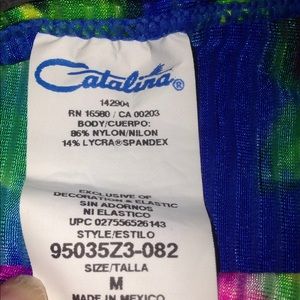 Catalina®
142904
RN 16580 / CA 00203
BODY/CUERPO:
86% NYLON/NILON
14% LYCRA®SPANDEX
EXCLUSIVE OF
DECORATION & ELASTIC
SIN ADORNOS
NI ELASTICO
UPC 027556526143
STYLE/ESTILO
95035Z3-082
SIZE/TALLA
M
MADE IN MEXICO